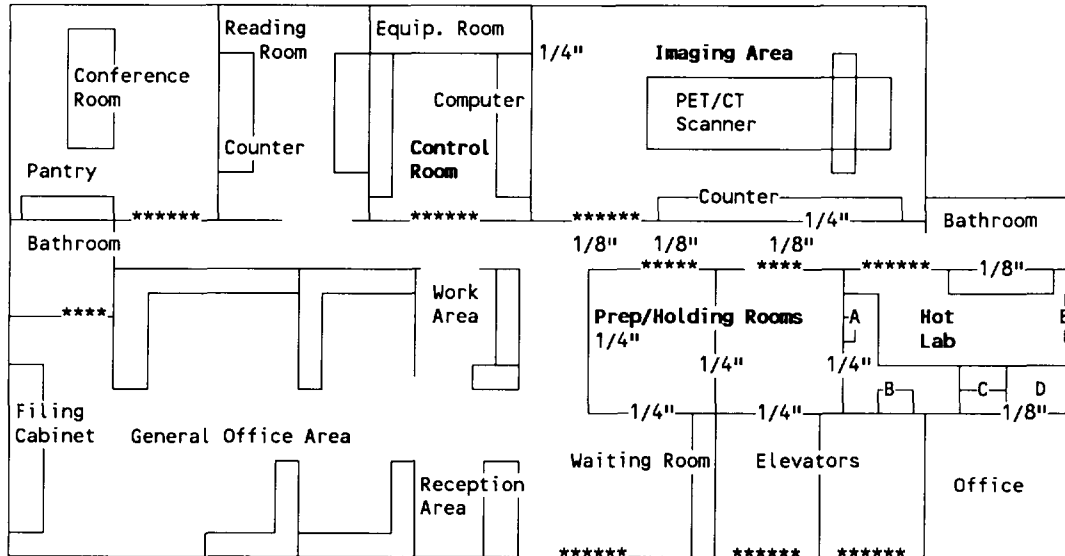 Reading Room
Equip. Room
1/4"
Imaging Area
Conference Room
Computer
PET/CT Scanner
Counter
Control Room
Pantry
Counter
******
******
******
1/4"
Bathroom
Bathroom
1/8"
1/8"
1/8"
*****
****
******
1/8"
Work Area
****
Prep/Holding Rooms
A
Hot Lab
E
1/4"
1/4"
1/4"
B
C
D
Filing Cabinet
General Office Area
1/4"
1/4"
1/8"
Waiting Room
Elevators
Reception Area
Office
******
******
******